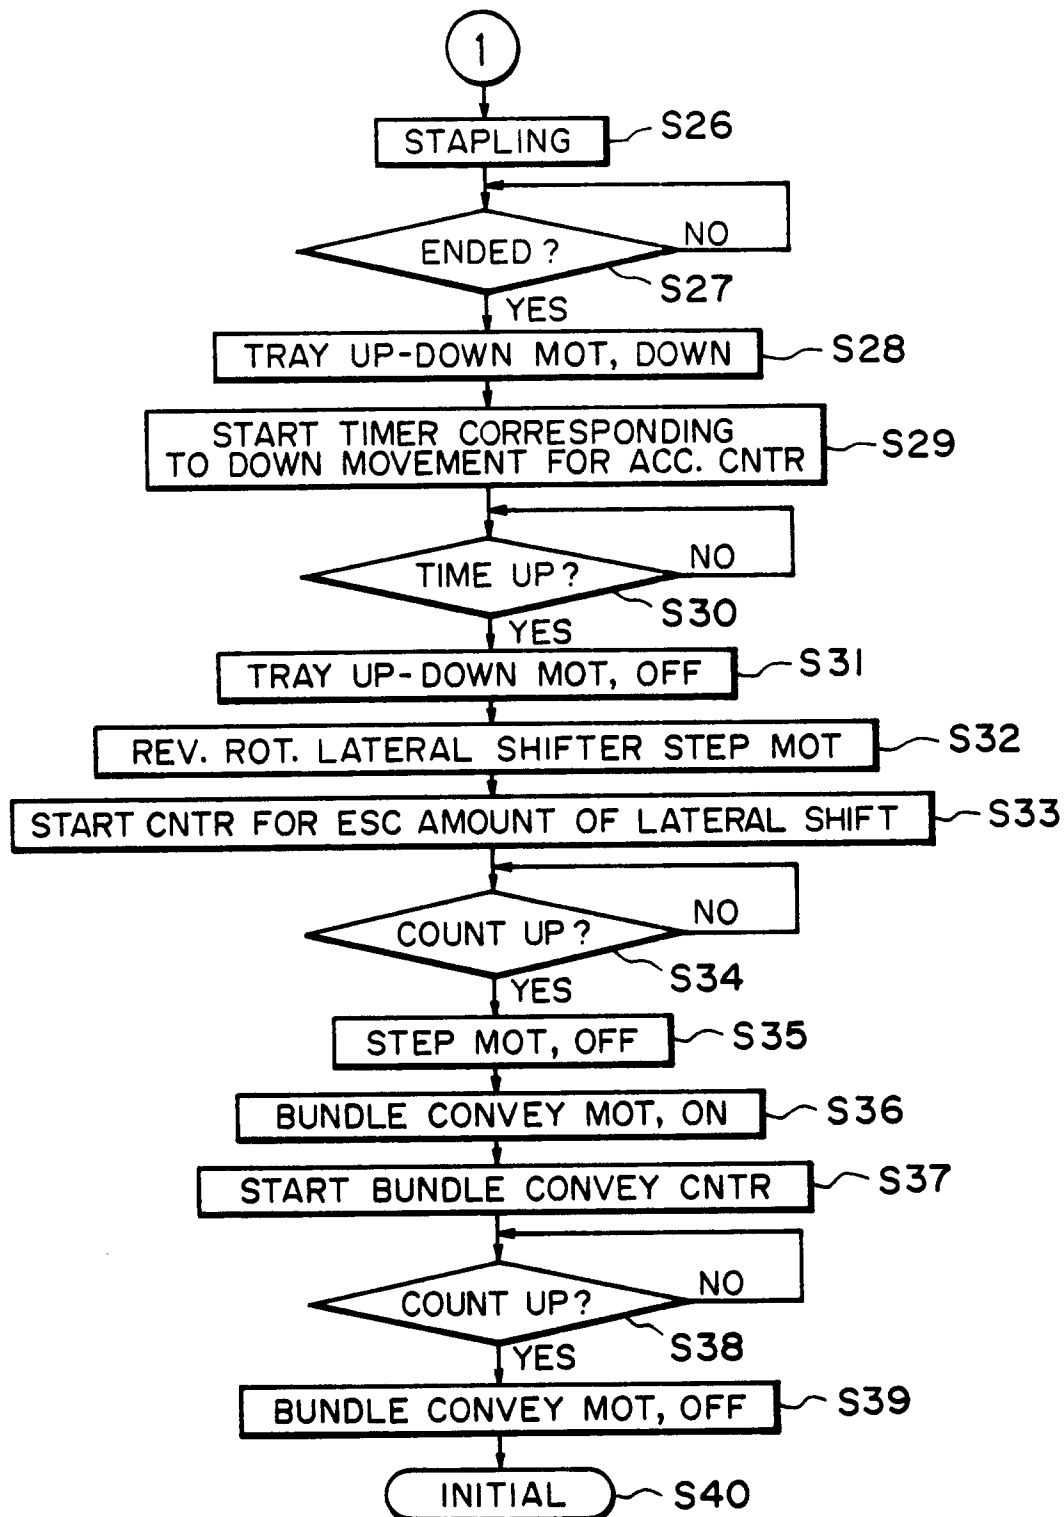 1
STAPLING
S26
ENDED?
NO
S27
YES
TRAY UP-DOWN MOT, DOWN
S28
START TIMER CORRESPONDING
TO DOWN MOVEMENT FOR ACC. CNTR
S29
TIME UP?
NO
S30
YES
TRAY UP-DOWN MOT, OFF
S31
REV. ROT. LATERAL SHIFTER STEP MOT
S32
START CNTR FOR ESC AMOUNT OF LATERAL SHIFT
S33
COUNT UP?
NO
S34
YES
STEP MOT, OFF
S35
BUNDLE CONVEY MOT, ON
S36
START BUNDLE CONVEY CNTR
S37
COUNT UP?
NO
S38
YES
BUNDLE CONVEY MOT, OFF
S39
INITIAL
S40